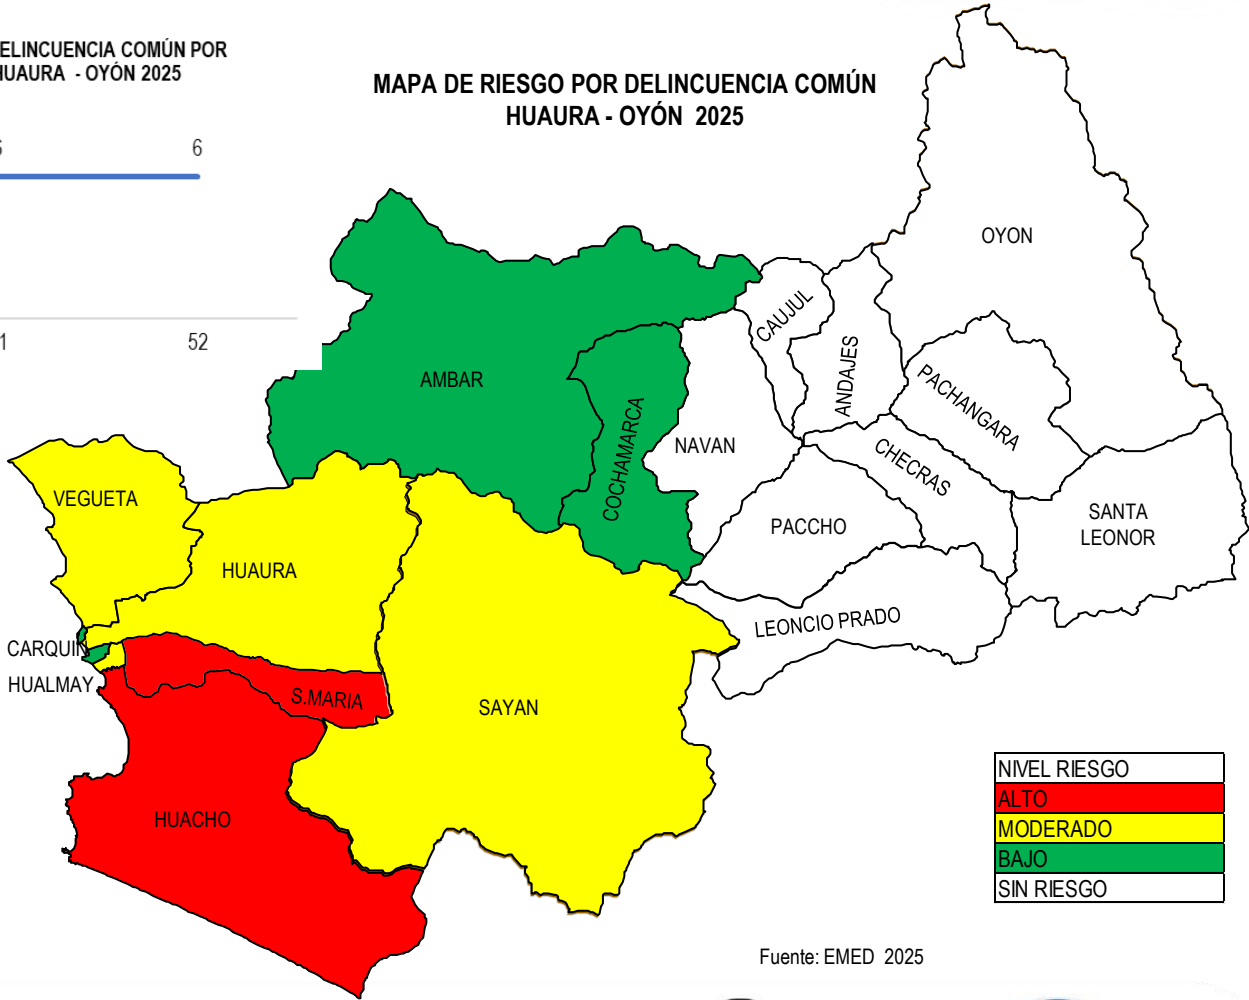 ELINCUENCIA COMÚN POR
HUAURA - OYÓN 2025
6
52
MAPA DE RIESGO POR DELINCUENCIA COMÚN
HUAURA - OYÓN 2025
OYON
CAUJUL
ANDAJES
PACHANGARA
AMBAR
COCHAMARCA
NAVAN
CHECRAS
VEGUETA
PACCHO
SANTA
LEONOR
HUAURA
LEONCIO PRADO
CARQUIN
HUALMAY
S.MARIA
SAYAN
HUACHO
NIVEL RIESGO
ALTO
MODERADO
BAJO
SIN RIESGO
Fuente: EMED 2025